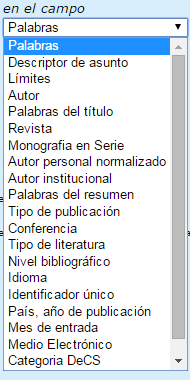 en el campo
Palabras
Palabras
Descriptor de asunto
Límites
Autor
Palabras del título
Revista
Monografia en Serie
Autor personal normalizado
Autor institucional
Palabras del resumen
Tipo de publicación
Conferencia
Tipo de literatura
Nivel bibliográfico
Idioma
Identificador único
País, año de publicación
Mes de entrada
Medio Electrónico
Categoria DeCS